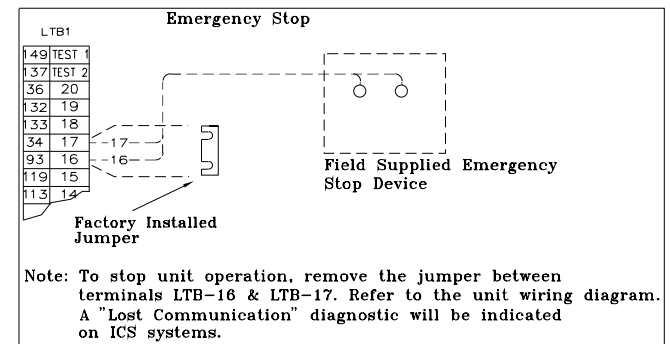 Emergency Stop
LTB1
149 TEST 1
137 TEST 2
36 20
132 19
133 18
34 17
93 16
119 15
113 14
17
16
Factory Installed
Jumper
Field Supplied Emergency
Stop Device
Note: To stop unit operation, remove the jumper between
terminals LTB-16 & LTB-17. Refer to the unit wiring diagram.
A "Lost Communication" diagnostic will be indicated
on ICS systems.